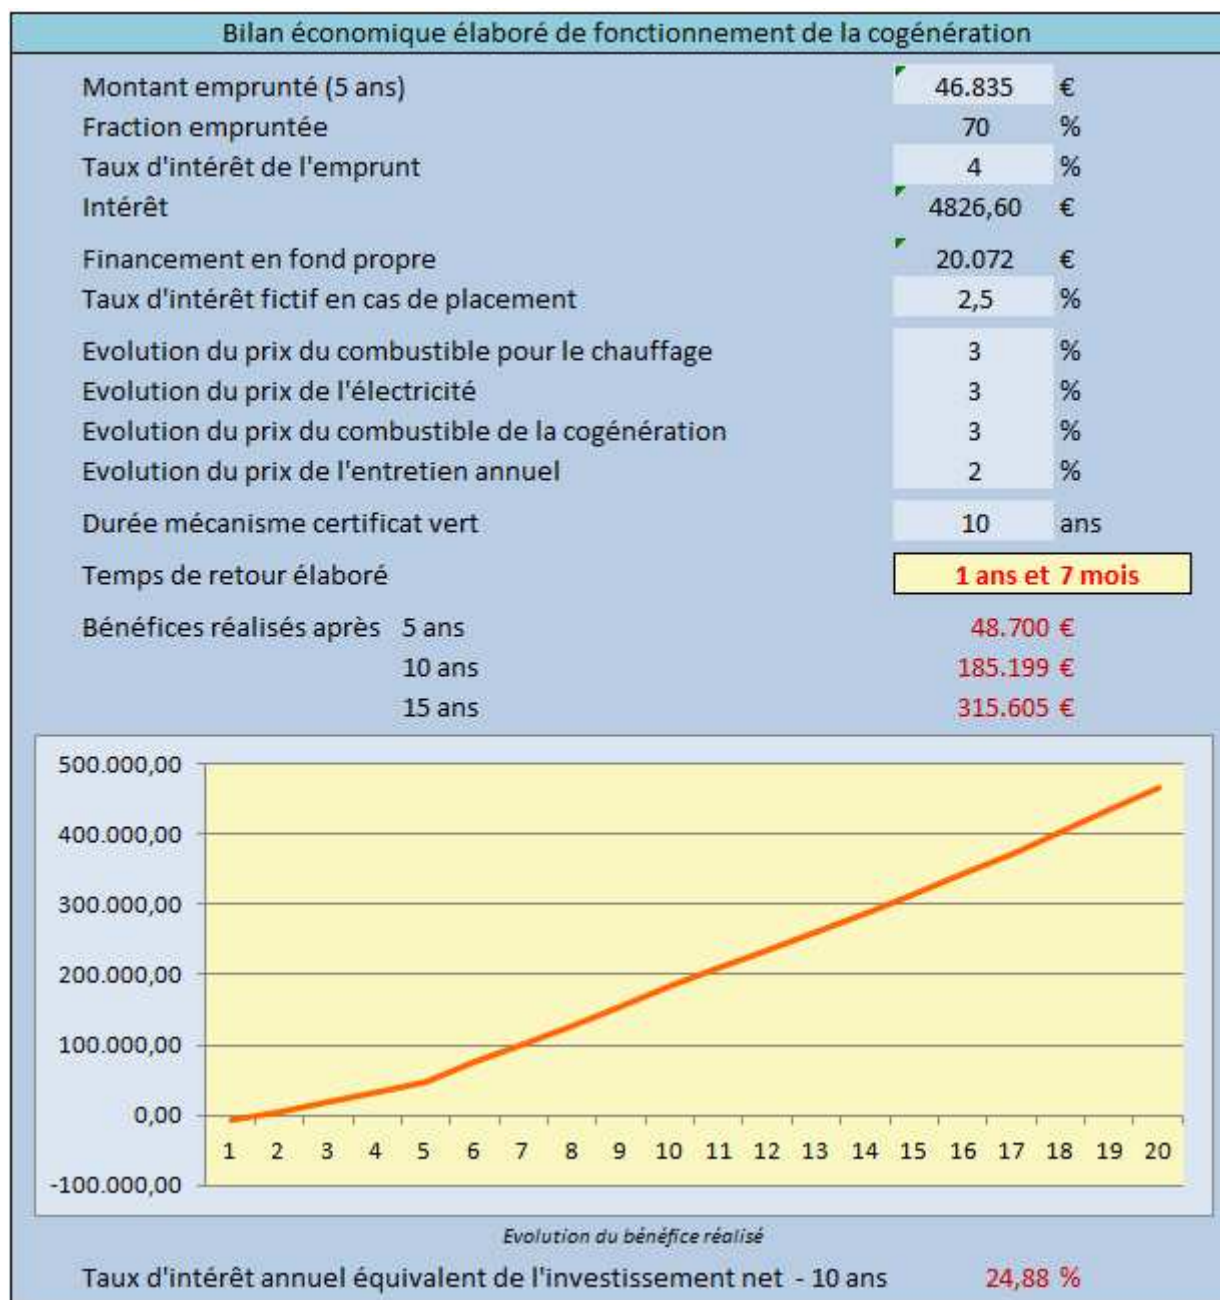 Bilan économique élaboré de fonctionnement de la cogénération
Montant emprunté (5 ans) 46.835 €
Fraction empruntée 70 %
Taux d'intérêt de l'emprunt 4 %
Intérêt 4826,60 €
Financement en fond propre 20.072 €
Taux d'intérêt fictif en cas de placement 2,5 %
Evolution du prix du combustible pour le chauffage 3 %
Evolution du prix de l'électricité 3 %
Evolution du prix du combustible de la cogénération 3 %
Evolution du prix de l'entretien annuel 2 %
Durée mécanisme certificat vert 10 ans
Temps de retour élaboré 1 ans et 7 mois
Bénéfices réalisés après 5 ans 48.700 €
10 ans 185.199 €
15 ans 315.605 €
500.000,00
400.000,00
300.000,00
200.000,00
100.000,00
0,00
1 2 3 4 5 6 7 8 9 10 11 12 13 14 15 16 17 18 19 20
-100.000,00
Evolution du bénéfice réalisé
Taux d'intérêt annuel équivalent de l'investissement net - 10 ans 24,88 %